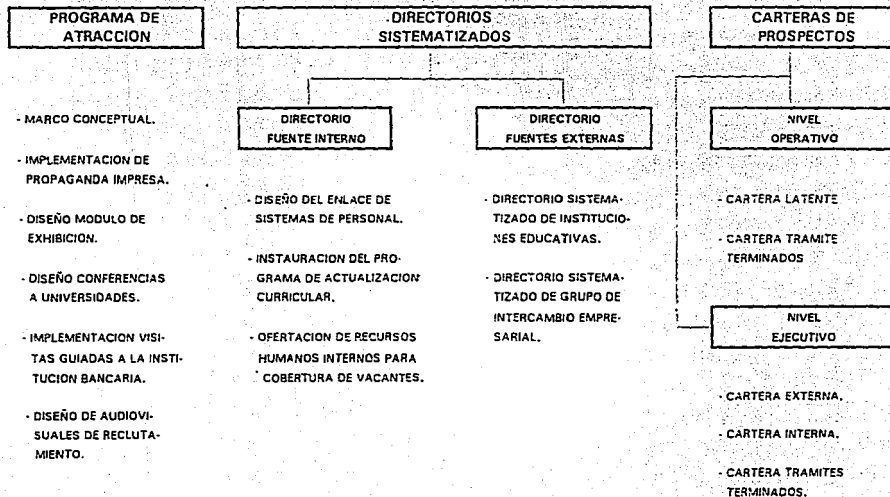 PROGRAMA DE
ATRACCION
- MARCO CONCEPTUAL.
- IMPLEMENTACION DE
PROPAGANDA IMPRESA.
- DISEÑO MODULO DE
EXHIBICION.
- DISEÑO CONFERENCIAS
A UNIVERSIDADES.
- IMPLEMENTACION VISI-
TAS GUIADAS A LA INSTI-
TUCION BANCARIA.
- DISEÑO DE AUDIOVI-
SUALES DE RECLUTA-
MIENTO.
DIRECTORIOS
SISTEMATIZADOS
DIRECTORIO
FUENTE INTERNO
- DISEÑO DEL ENLACE DE
SISTEMAS DE PERSONAL.
- INSTAURACION DEL PRO-
GRAMA DE ACTUALIZACION
CURRICULAR.
- OFERTACION DE RECURSOS
HUMANOS INTERNOS PARA
COBERTURA DE VACANTES.
DIRECTORIO
FUENTES EXTERNAS
- DIRECTORIO SISTEMA-
TIZADO DE INSTITUCIO-
NES EDUCATIVAS.
- DIRECTORIO SISTEMA-
TIZADO DE GRUPO DE
INTERCAMBIO EMPRE-
SARIAL.
CARTERAS DE
PROSPECTOS
NIVEL
OPERATIVO
- CARTERA LATENTE
- CARTERA TRAMITE
TERMINADOS
NIVEL
EJECUTIVO
- CARTERA EXTERNA.
- CARTERA INTERNA.
- CARTERA TRAMITES
TERMINADOS.